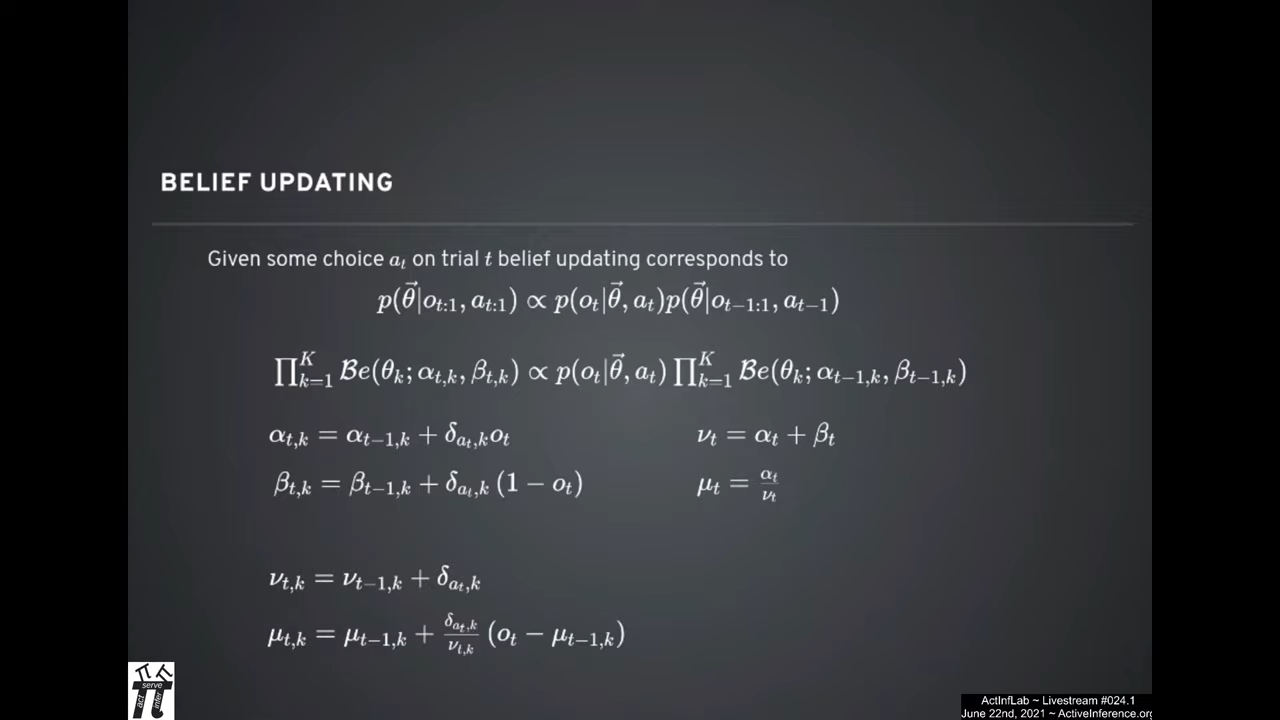 BELIEF UPDATING
Given some choice aₜ on trial t belief updating corresponds to
p(θ⃗|o_{t:1}, a_{t:1}) ∝ p(o_t|θ⃗, a_t)p(θ⃗|o_{t−1:1}, a_{t−1})
∏_{k=1}^{K} ℬe(θ_k; α_{t,k}, β_{t,k}) ∝ p(o_t|θ⃗, a_t) ∏_{k=1}^{K} ℬe(θ_k; α_{t−1,k}, β_{t−1,k})
α_{t,k} = α_{t−1,k} + δ_{a_t,k} o_t
ν_t = α_t + β_t
β_{t,k} = β_{t−1,k} + δ_{a_t,k} (1 − o_t)
μ_t = α_t/ν_t
ν_{t,k} = ν_{t−1,k} + δ_{a_t,k}
μ_{t,k} = μ_{t−1,k} + δ_{a_t,k}/ν_{t,k} (o_t − μ_{t−1,k})
serve
act
infer
ActInfLab ~ Livestream #024.1
June 22nd, 2021 ~ ActiveInference.org